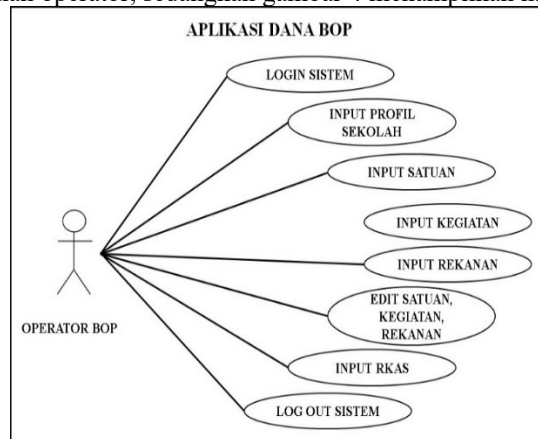 operator, sedangkan gambar 4 menampilkan
APLIKASI DANA BOP
LOGIN SISTEM
INPUT PROFIL
SEKOLAH
INPUT SATUAN
INPUT KEGIATAN
INPUT REKANAN
EDIT SATUAN,
KEGIATAN,
REKANAN
OPERATOR BOP
INPUT RKAS
LOG OUT SISTEM